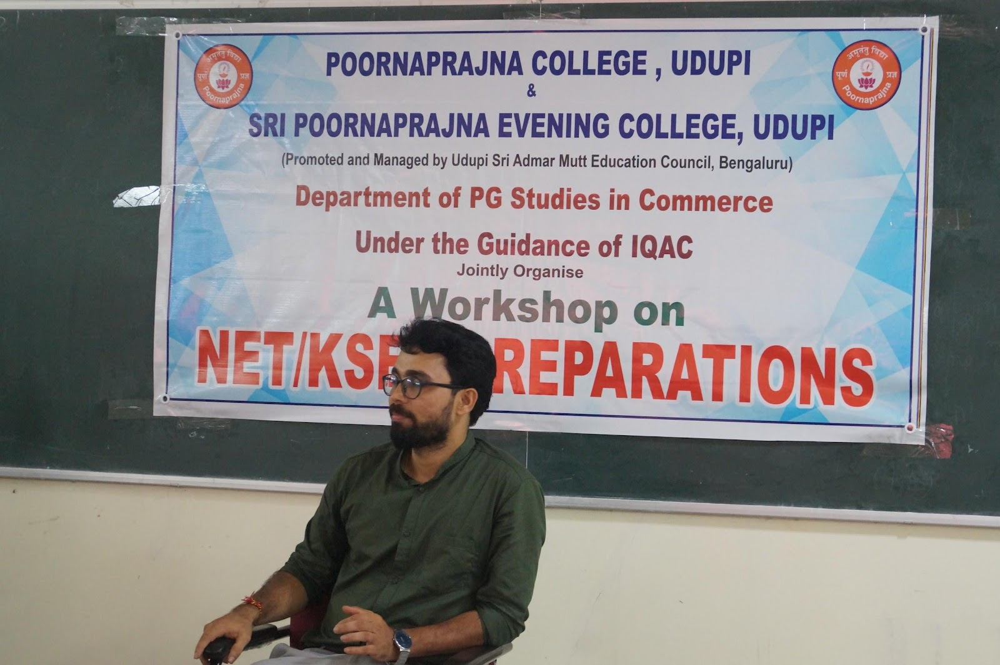 POORNAPRAJNA COLLEGE , UDUPI
&
SRI POORNAPRAJNA EVENING COLLEGE, UDUPI
(Promoted and Managed by Udupi Sri Admar Mutt Education Council, Bengaluru)
Department of PG Studies in Commerce
Under the Guidance of IQAC
Jointly Organise
A Workshop on
NET/KSE REPARATIONS
अमृतंतु विद्या
पूर्ण प्रज्ञ
Poornaprajna
अमृतंतु विद्या
पूर्ण प्रज्ञ
Poornaprajna